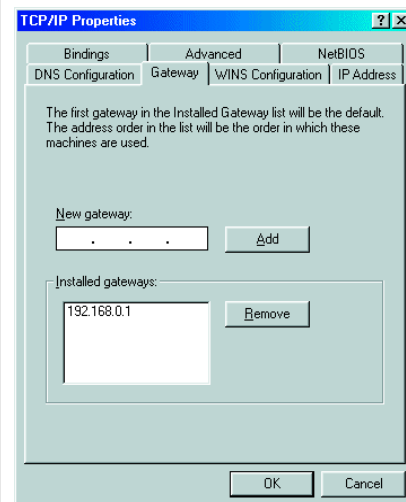 TCP/IP Properties
? ×
Bindings Advanced NetBIOS
DNS Configuration Gateway WINS Configuration IP Address
The first gateway in the Installed Gateway list will be the default.
The address order in the list will be the order in which these
machines are used.
New gateway:
. . . Add
Installed gateways:
192.168.0.1 Remove
OK Cancel